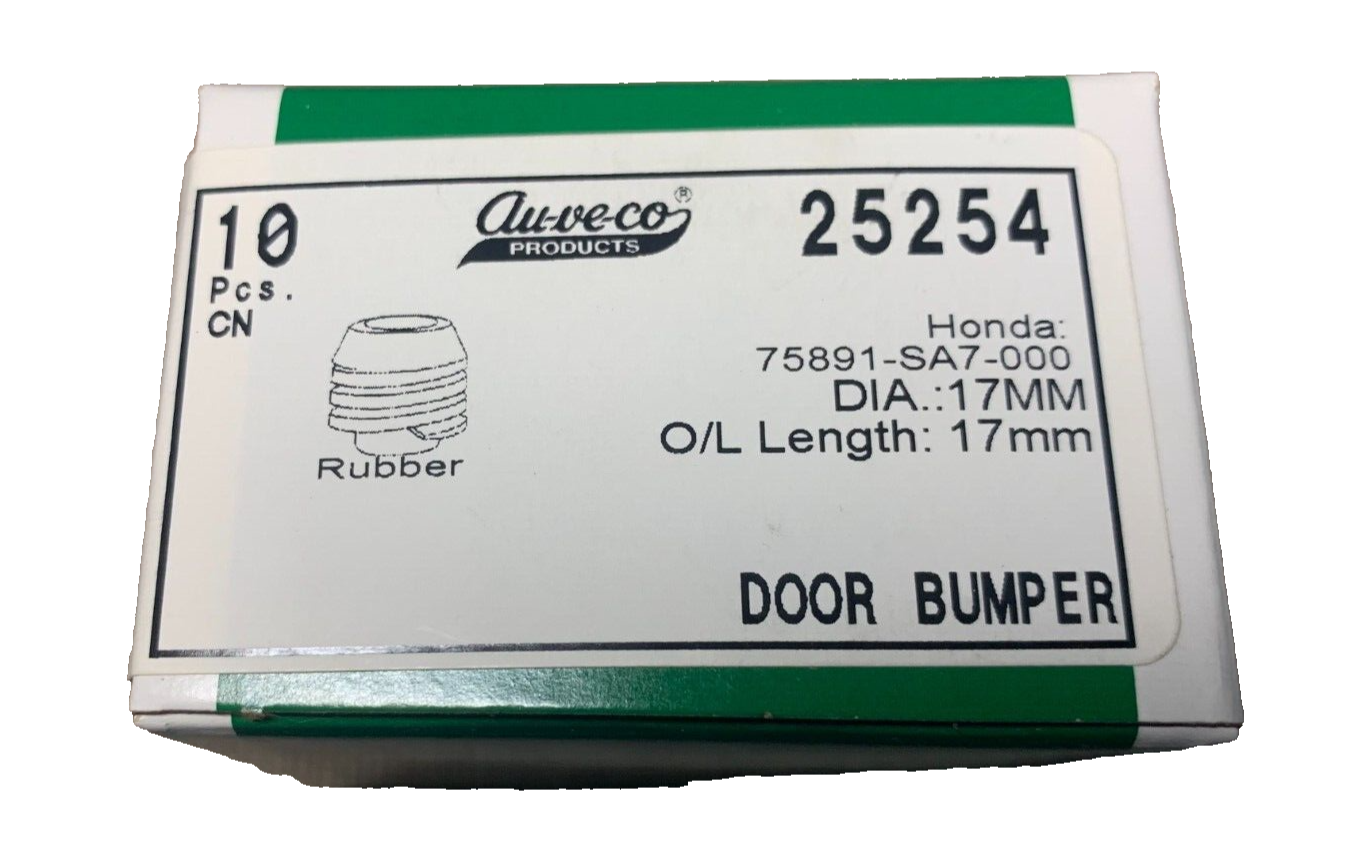 10
Pcs.
CN
au-ve-co®
PRODUCTS
25254
Honda:
75891-SA7-000
DIA.:17MM
O/L Length: 17mm
Rubber
DOOR BUMPER